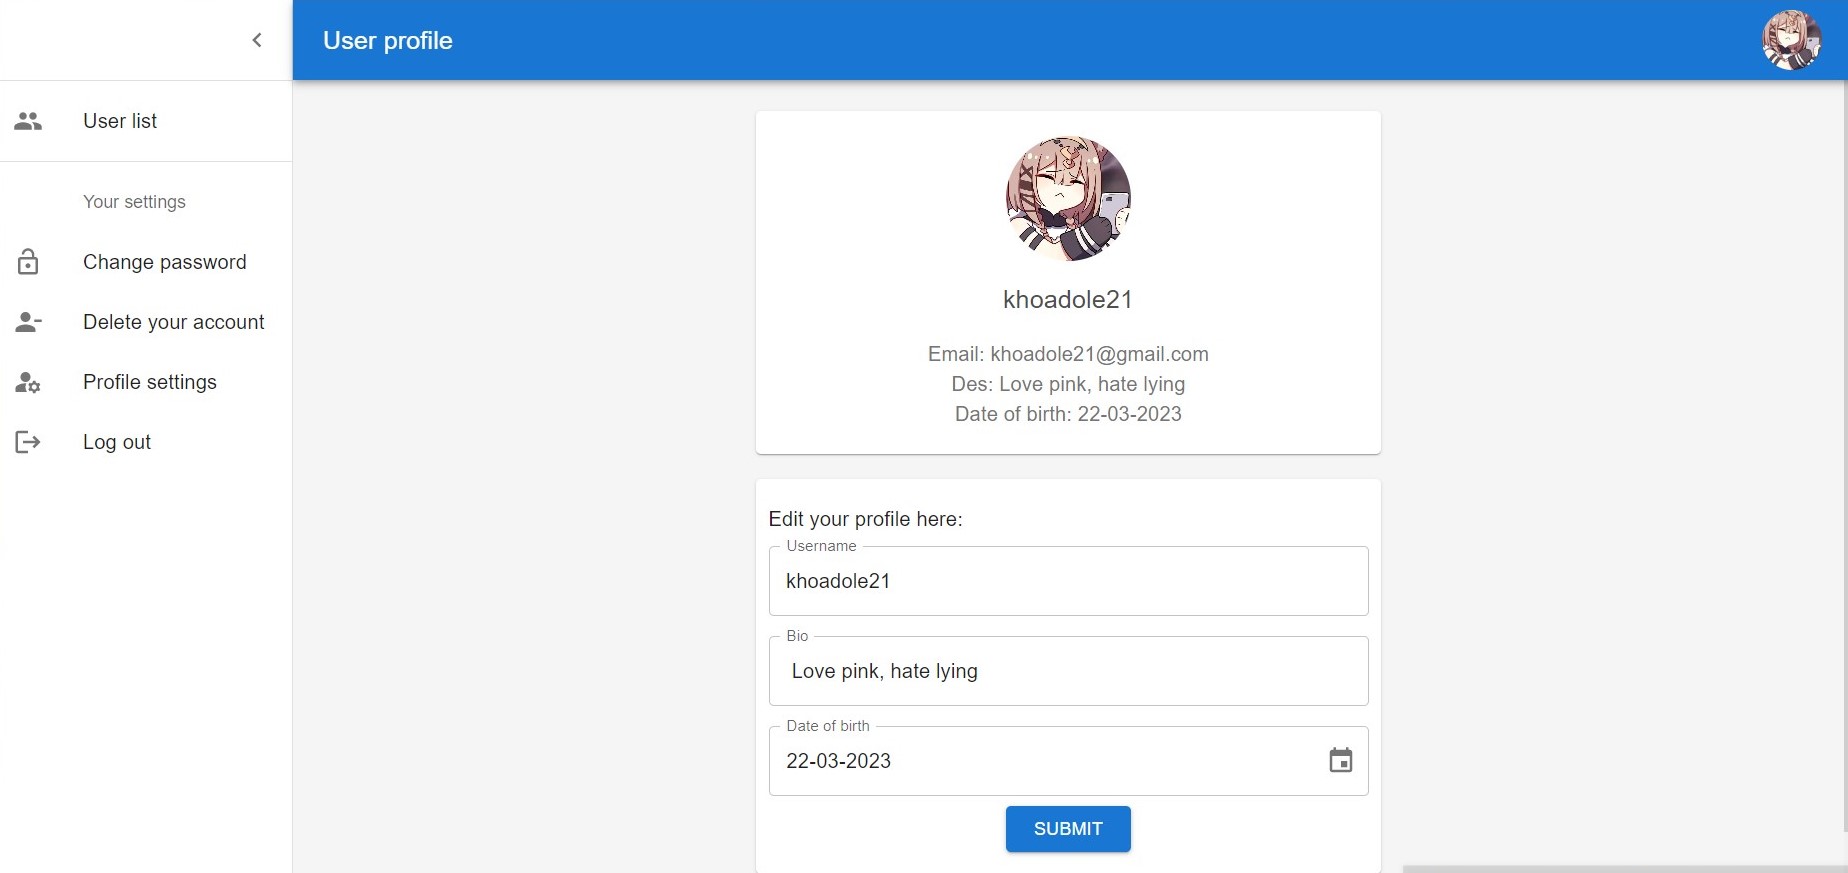 User profile
User list
Your settings
Change password
Delete your account
Profile settings
Log out
khoadole21
Email: khoadole21@gmail.com
Des: Love pink, hate lying
Date of birth: 22-03-2023
Edit your profile here:
Username
khoadole21
Bio
Love pink, hate lying
Date of birth
22-03-2023
SUBMIT